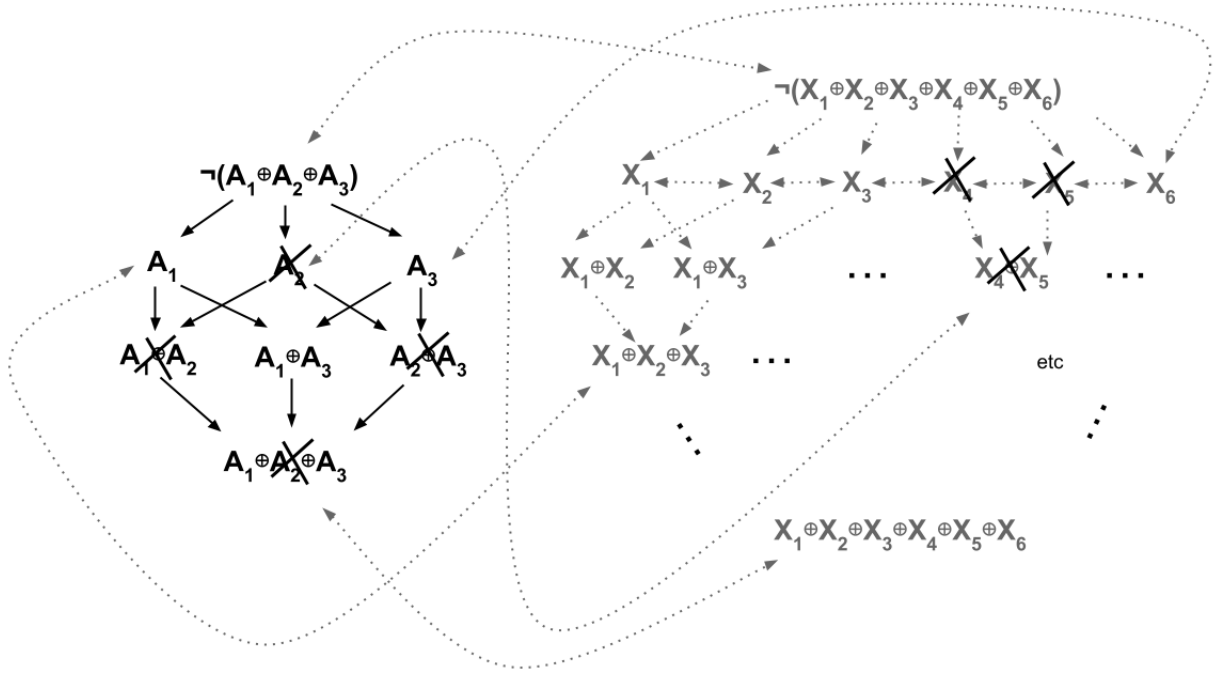 ¬(X₁⊕X₂⊕X₃⊕X₄⊕X₅⊕X₆)
¬(A₁⊕A₂⊕A₃)
X₁ X₂ X₃ X₄ X₅ X₆
A₁ A₂ A₃
X₁⊕X₂ X₁⊕X₃ ... X₄⊕X₅ ...
A₁⊕A₂ A₁⊕A₃ A₂⊕A₃
X₁⊕X₂⊕X₃ ... etc
A₁⊕A₂⊕A₃
X₁⊕X₂⊕X₃⊕X₄⊕X₅⊕X₆